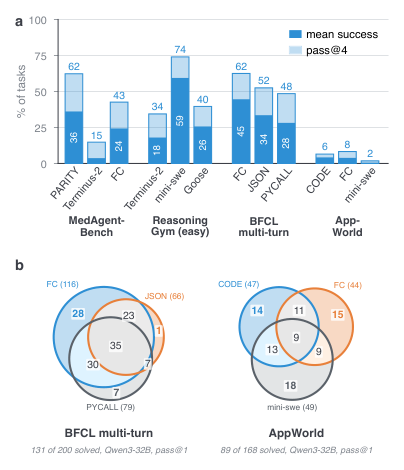 a
100
75
50
25
0
% of tasks
mean success
pass@4
62
36
15
43
24
34
18
74
59
40
26
62
45
52
34
48
28
6
8
2
PARITY
Terminus-2
FC
Terminus-2
mini-swe
Goose
FC
JSON
PYCALL
CODE
FC
mini-swe
MedAgent-
Bench
Reasoning
Gym (easy)
BFCL
multi-turn
App-
World
b
FC (116)
JSON (66)
28
23
1
35
30
7
7
PYCALL (79)
BFCL multi-turn
131 of 200 solved, Qwen3-32B, pass@1
CODE (47)
FC (44)
14
11
15
9
13
9
18
mini-swe (49)
AppWorld
89 of 168 solved, Qwen3-32B, pass@1